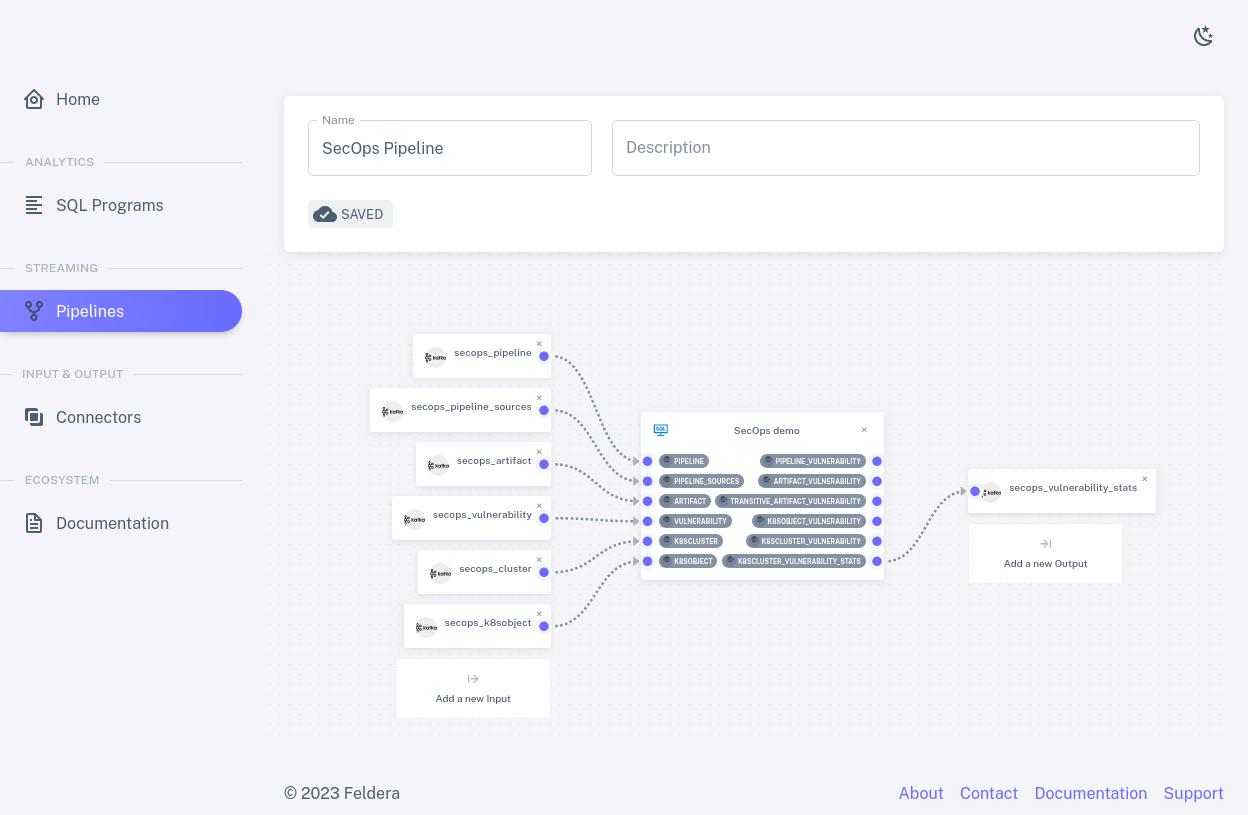 Home
ANALYTICS
SQL Programs
STREAMING
Pipelines
INPUT & OUTPUT
Connectors
ECOSYSTEM
Documentation
Name
SecOps Pipeline
Description
SAVED
kafka secops_pipeline ×
kafka secops_pipeline_sources ×
kafka secops_artifact ×
kafka secops_vulnerability ×
kafka secops_cluster ×
kafka secops_k8sobject ×
Add a new Input
SQL SecOps demo ×
PIPELINE PIPELINE_VULNERABILITY
PIPELINE_SOURCES ARTIFACT_VULNERABILITY
ARTIFACT TRANSITIVE_ARTIFACT_VULNERABILITY
VULNERABILITY K8SOBJECT_VULNERABILITY
K8SCLUSTER K8SCLUSTER_VULNERABILITY
K8SOBJECT K8SCLUSTER_VULNERABILITY_STATS
kafka secops_vulnerability_stats ×
Add a new Output
© 2023 Feldera
About Contact Documentation Support